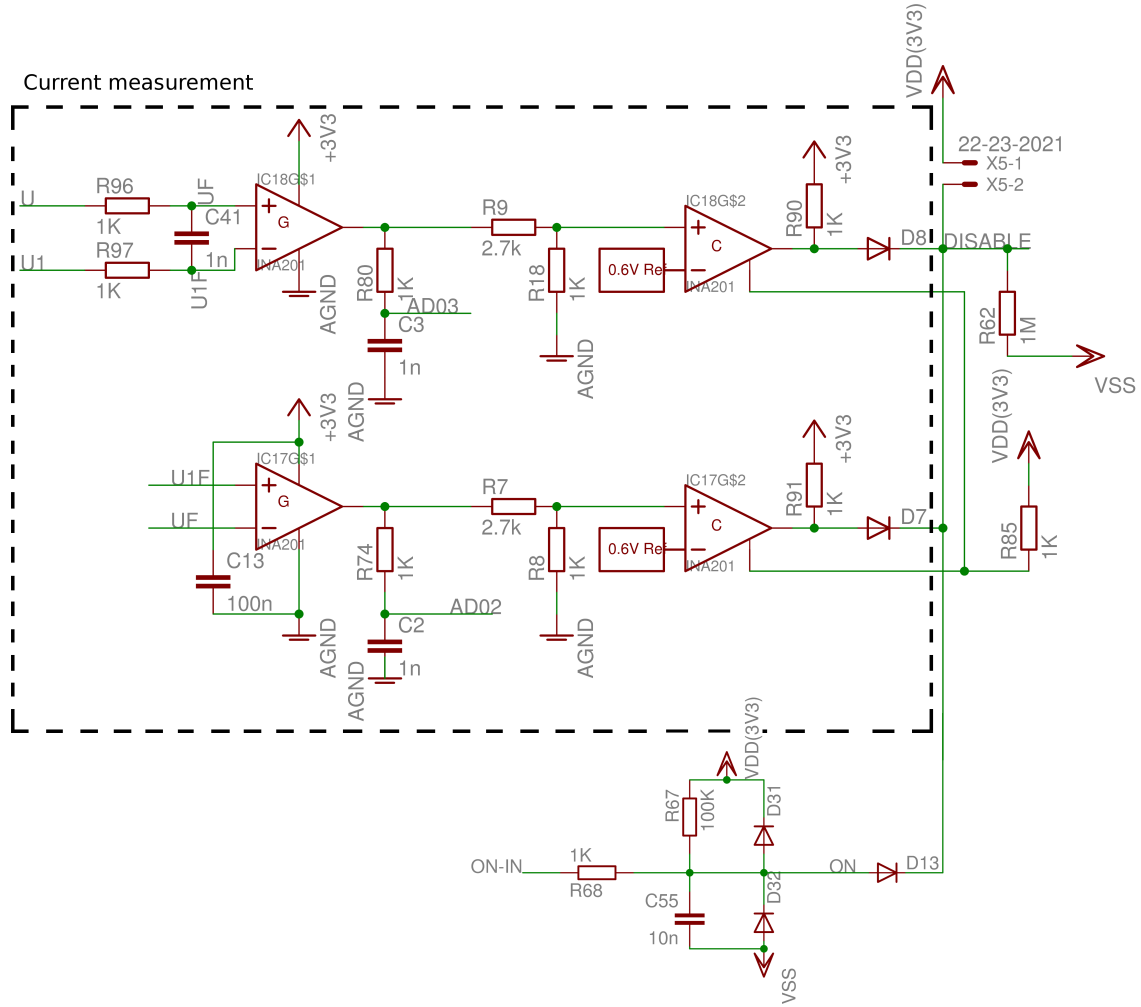 VDD(3V3)
Current measurement
22-23-2021
X5-1
X5-2
+3V3
+3V3
IC18G$1
R96
UF
U
1K
C41
G
R9
IC18G$2
R90
1K
R97
1n
2.7k
C
D8
DISABLE
U1
INA201
R80
1K
R18
1K
0.6V Ref
INA201
1K
U1F
AGND
AD03
C3
R62
1M
1n
AGND
AGND
VSS
VDD(3V3)
+3V3
+3V3
IC17G$1
U1F
R7
IC17G$2
R91
1K
G
UF
2.7k
C
D7
INA201
C13
R74
1K
R8
1K
0.6V Ref
INA201
R85
1K
100n
AD02
AGND
C2
AGND
1n
AGND
VDD(3V3)
R67
100K
D31
1K
ON-IN
R68
ON
D13
D32
C55
10n
VSS